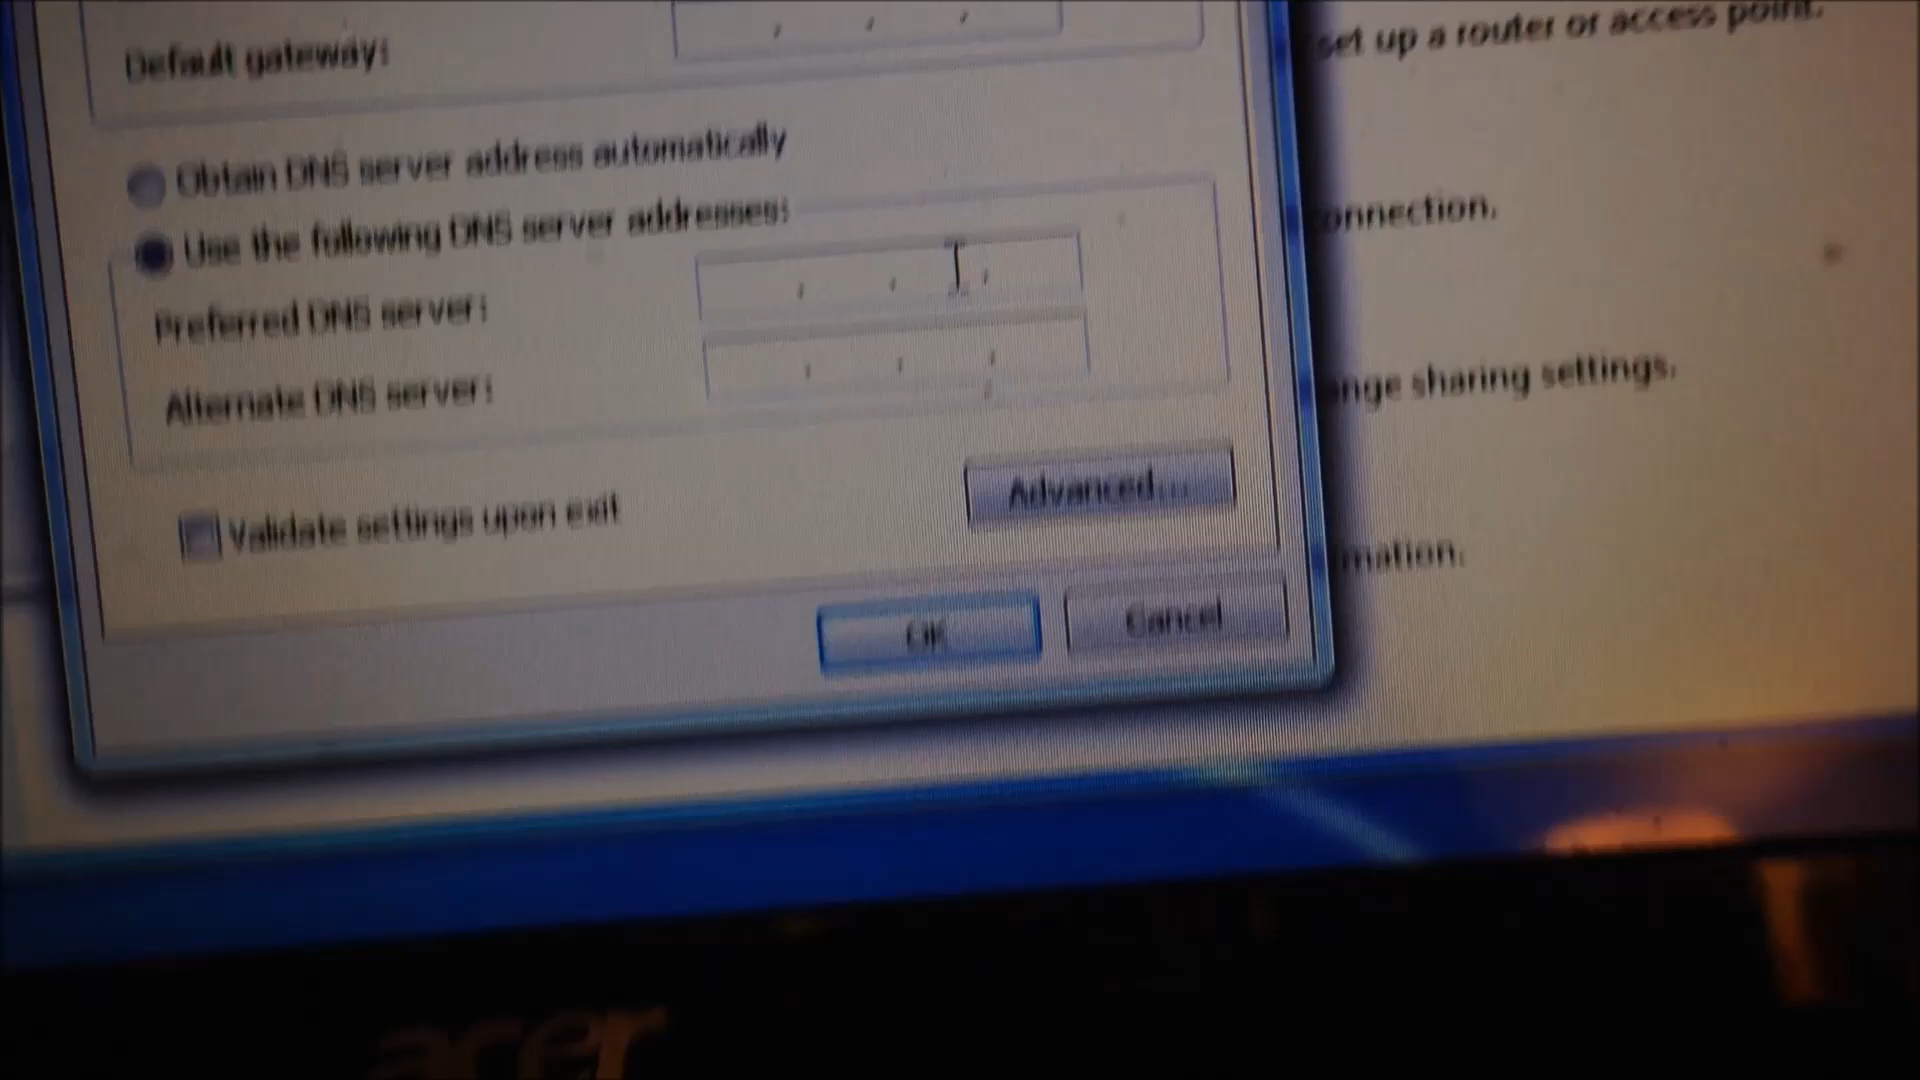 Default gateway:
set up a router or access point.
Obtain DNS server address automatically
Use the following DNS server addresses:
onnection.
Preferred DNS server:
Alternate DNS server:
ange sharing settings.
Validate settings upon exit
Advanced...
mation.
OK
Cancel
acer